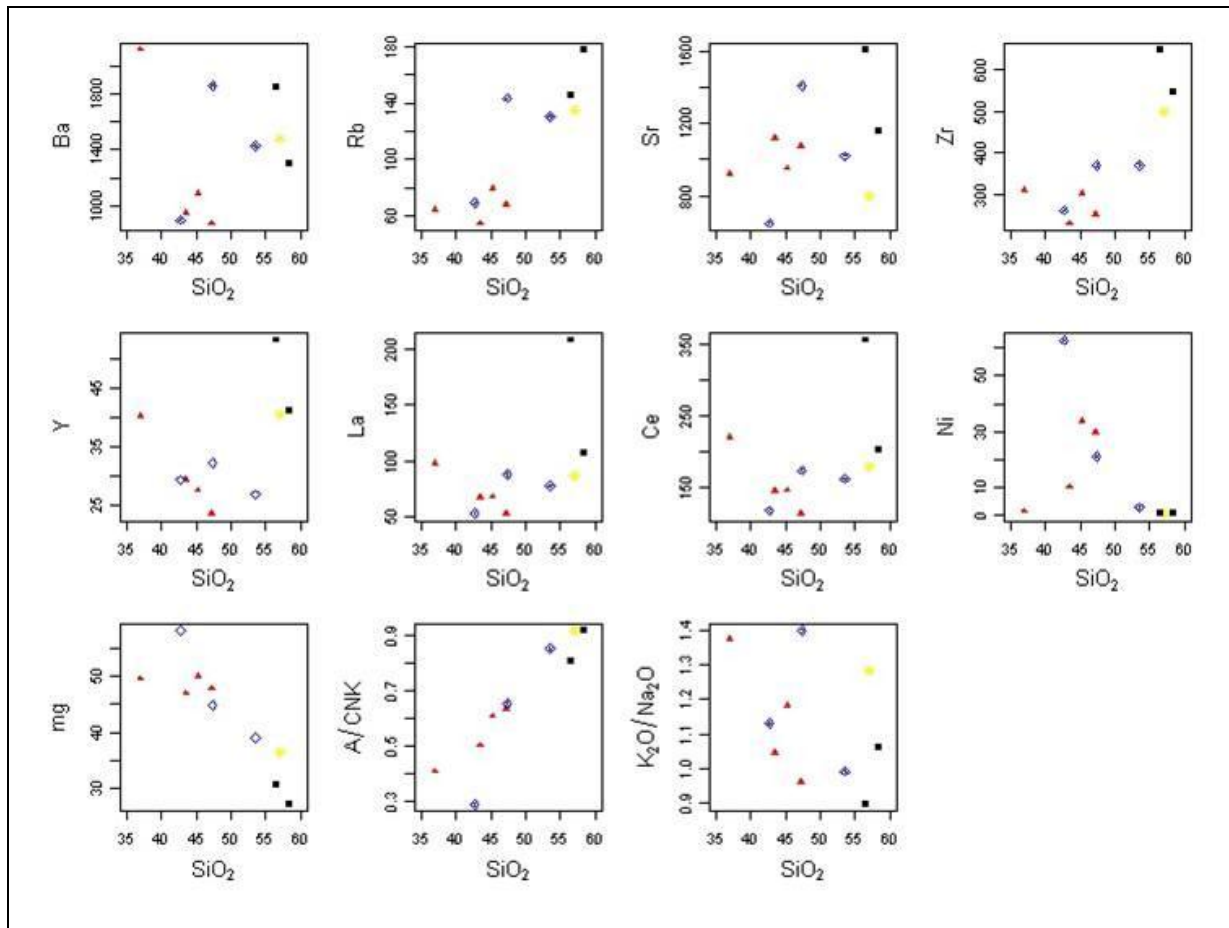 Ba
1000 1400 1800
35 40 45 50 55 60
SiO₂
Rb
60 100 140 180
35 40 45 50 55 60
SiO₂
Sr
800 1200 1600
35 40 45 50 55 60
SiO₂
Zr
300 400 500 600
35 40 45 50 55 60
SiO₂
Y
25 35 45
35 40 45 50 55 60
SiO₂
La
50 100 150 200
35 40 45 50 55 60
SiO₂
Ce
150 250 350
35 40 45 50 55 60
SiO₂
Ni
0 10 30 50
35 40 45 50 55 60
SiO₂
mg
30 40 50
35 40 45 50 55 60
SiO₂
A/CNK
0.3 0.5 0.7 0.9
35 40 45 50 55 60
SiO₂
K₂O/Na₂O
0.9 1.0 1.1 1.2 1.3 1.4
35 40 45 50 55 60
SiO₂